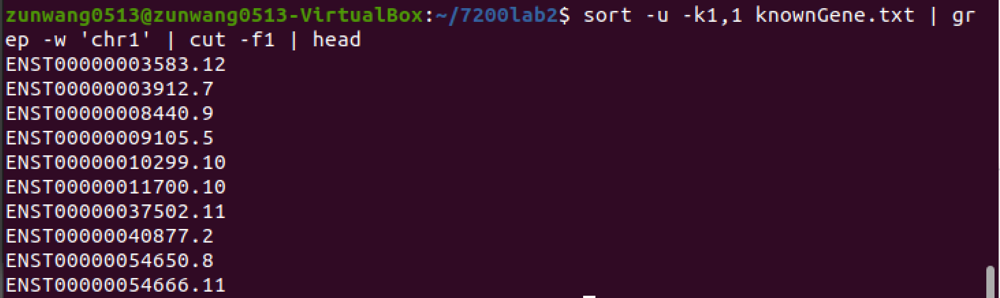 zunwang0513@zunwang0513-VirtualBox:~/7200lab2$ sort -u -k1,1 knownGene.txt | gr
ep -w 'chr1' | cut -f1 | head
ENST00000003583.12
ENST00000003912.7
ENST00000008440.9
ENST00000009105.5
ENST00000010299.10
ENST00000011700.10
ENST00000037502.11
ENST00000040877.2
ENST00000054650.8
ENST00000054666.11